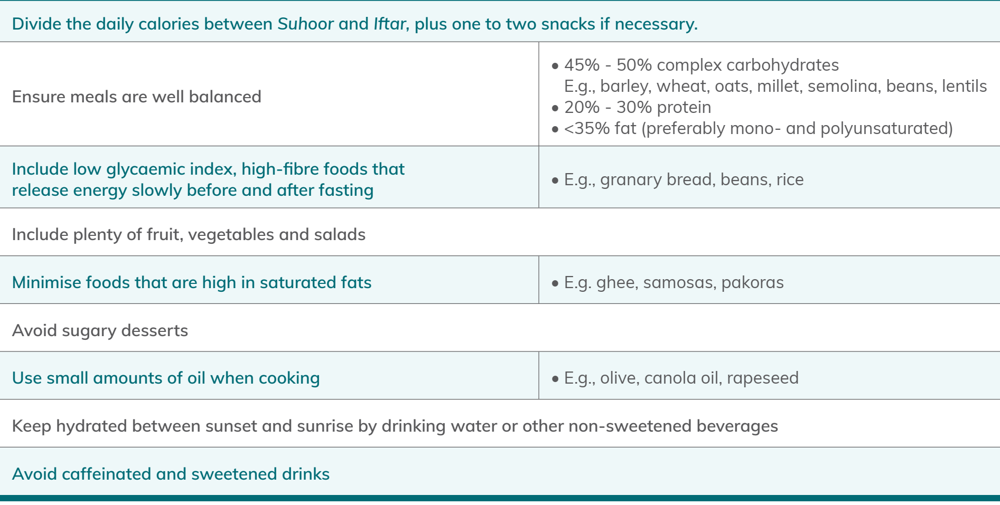 Divide the daily calories between Suhoor and Iftar, plus one to two snacks if necessary.
Ensure meals are well balanced
• 45% - 50% complex carbohydrates
E.g., barley, wheat, oats, millet, semolina, beans, lentils
• 20% - 30% protein
• <35% fat (preferably mono- and polyunsaturated)
Include low glycaemic index, high-fibre foods that
release energy slowly before and after fasting
• E.g., granary bread, beans, rice
Include plenty of fruit, vegetables and salads
Minimise foods that are high in saturated fats
• E.g. ghee, samosas, pakoras
Avoid sugary desserts
Use small amounts of oil when cooking
• E.g., olive, canola oil, rapeseed
Keep hydrated between sunset and sunrise by drinking water or other non-sweetened beverages
Avoid caffeinated and sweetened drinks